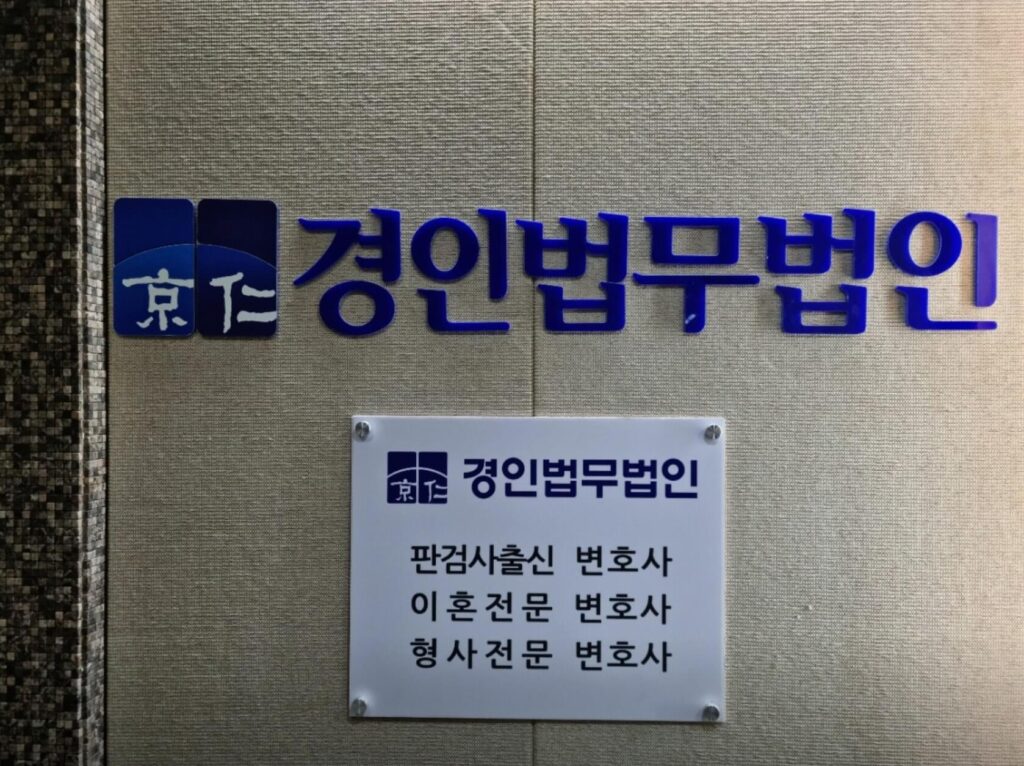 京仁 경인법무법인
京仁 경인법무법인
판검사출신 변호사
이혼전문 변호사
형사전문 변호사